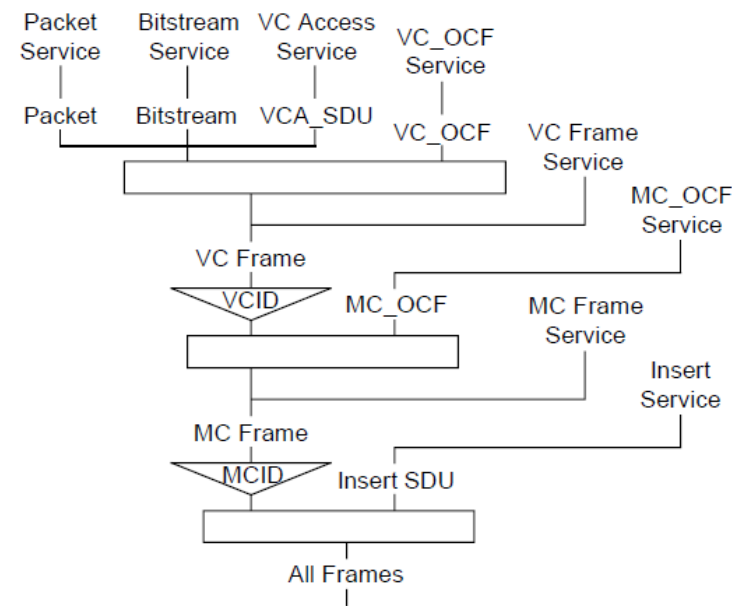 Packet
Service
Bitstream
Service
VC Access
Service
VC_OCF
Service
Packet
Bitstream
VCA_SDU
VC_OCF
VC Frame
Service
MC_OCF
Service
VC Frame
VCID
MC_OCF
MC Frame
Service
Insert
Service
MC Frame
MCID
Insert SDU
All Frames